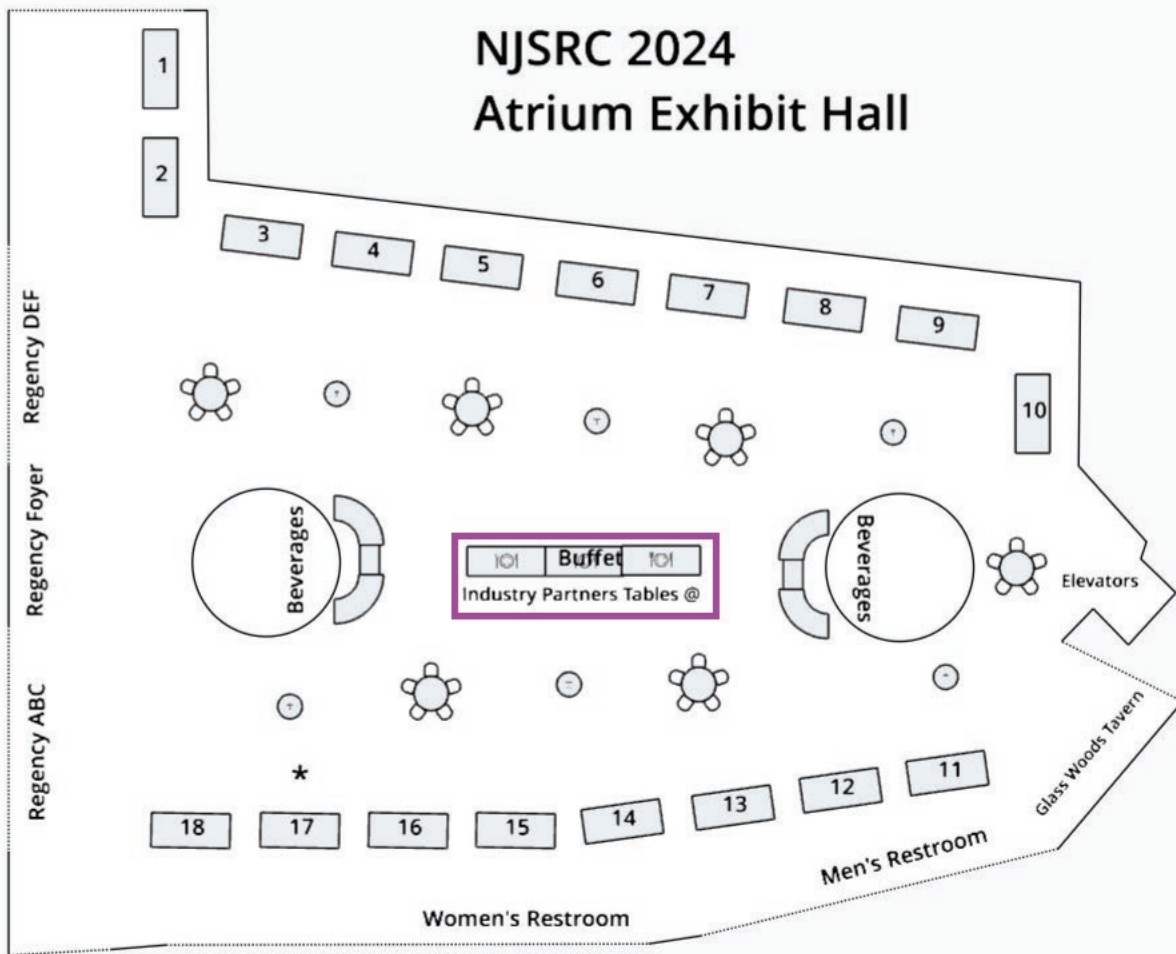 NJSRC 2024
Atrium Exhibit Hall
1
2
3
4
5
6
7
8
9
10
Regency DEF
Regency Foyer
Regency ABC
Beverages
Buffet
Industry Partners Tables @
Beverages
Elevators
Glass Woods Tavern
*
18
17
16
15
14
13
12
11
Men's Restroom
Women's Restroom